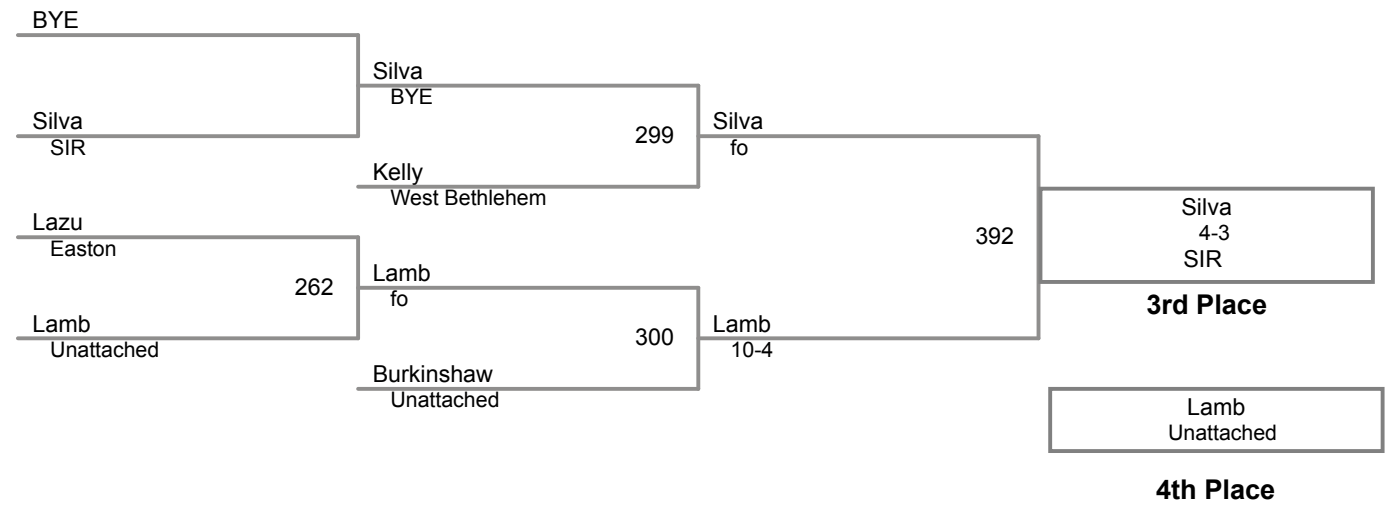 BYE
Silva
BYE
Silva
SIR
299
Silva
fo
Kelly
West Bethlehem
Lazu
Easton
392
Silva
4-3
SIR
3rd Place
262
Lamb
fo
Lamb
Unattached
300
Lamb
10-4
Burkinshaw
Unattached
Lamb
Unattached
4th Place